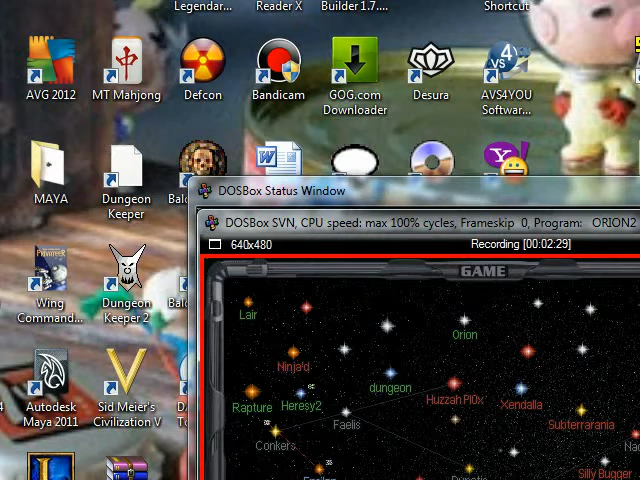 Legendar...
Reader X
Builder 1.7....
Shortcut
AVG 2012
MT Mahjong
Defcon
Bandicam
GOG.com Downloader
Desura
AVS4YOU Softwar...
MAYA
Dungeon Keeper
DOSBox Status Window
DOSBox SVN, CPU speed: max 100% cycles, Frameskip 0, Program: ORION2
640x480
Recording [00:02:29]
GAME
Wing Command...
Dungeon Keeper 2
Lair
Orion
Ninja'd
dungeon
Rapture
Heresy2
Huzzah Pl0x
Xendalla
Faelis
Subterrarania
Conkers
Silly Bugger
Autodesk Maya 2011
Sid Meier's Civilization V